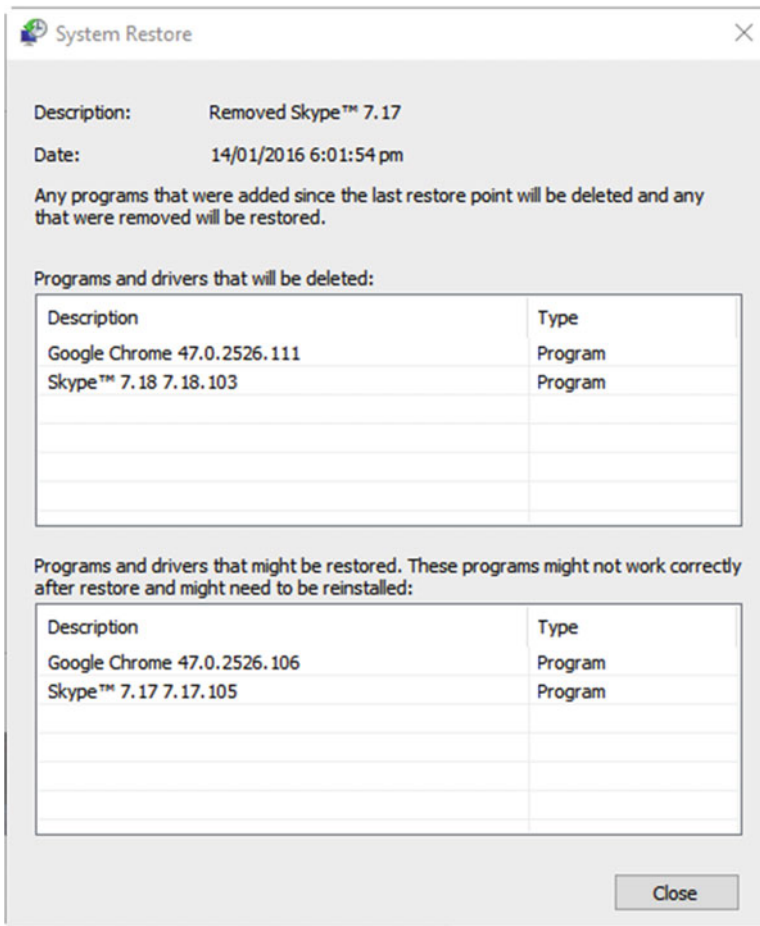 System Restore
Description: Removed Skype™ 7.17
Date: 14/01/2016 6:01:54 pm
Any programs that were added since the last restore point will be deleted and any
that were removed will be restored.
Programs and drivers that will be deleted:
Description Type
Google Chrome 47.0.2526.111 Program
Skype™ 7.18 7.18.103 Program
Programs and drivers that might be restored. These programs might not work correctly
after restore and might need to be reinstalled:
Description Type
Google Chrome 47.0.2526.106 Program
Skype™ 7.17 7.17.105 Program
Close